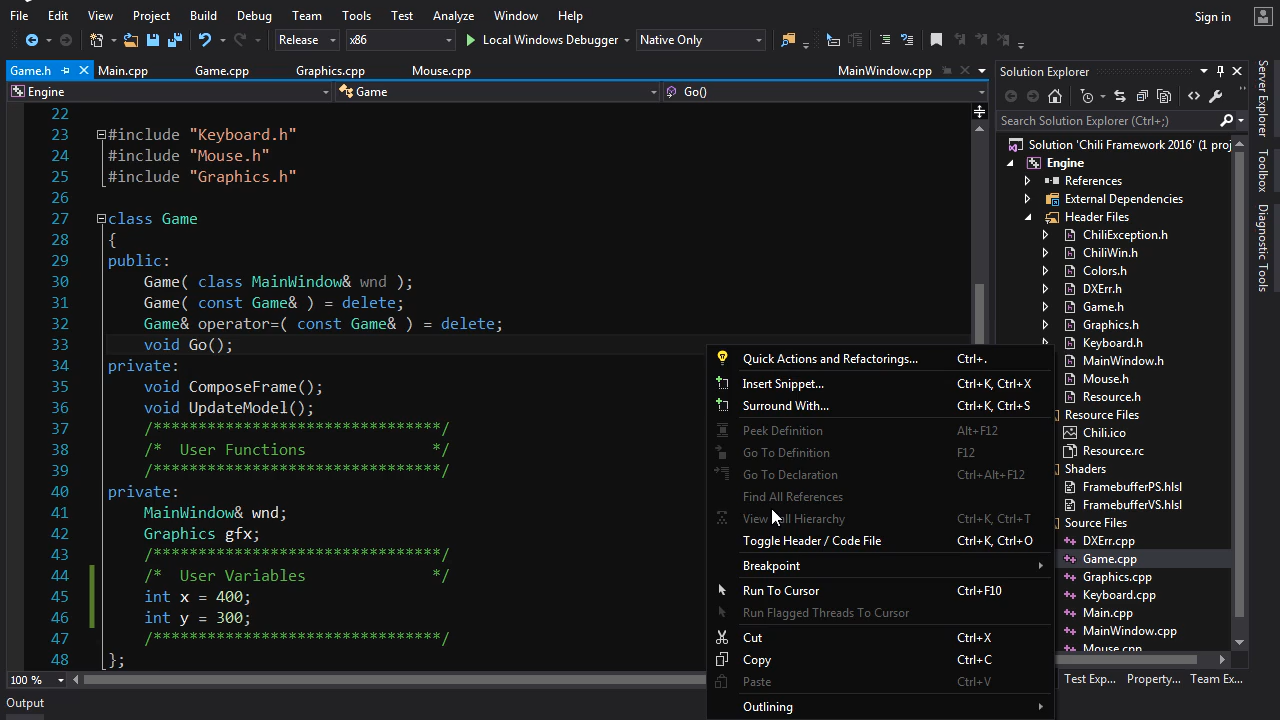 File Edit View Project Build Debug Team Tools Test Analyze Window Help Sign in
Release x86 Local Windows Debugger Native Only
Game.h Main.cpp Game.cpp Graphics.cpp Mouse.cpp MainWindow.cpp
Engine Game Go()
22
23 #include "Keyboard.h"
24 #include "Mouse.h"
25 #include "Graphics.h"
26
27 class Game
28 {
29 public:
30 Game( class MainWindow& wnd );
31 Game( const Game& ) = delete;
32 Game& operator=( const Game& ) = delete;
33 void Go();
34 private:
35 void ComposeFrame();
36 void UpdateModel();
37 /********************************/
38 /*  User Functions              */
39 /********************************/
40 private:
41 MainWindow& wnd;
42 Graphics gfx;
43 /********************************/
44 /*  User Variables              */
45 int x = 400;
46 int y = 300;
47 /********************************/
48 };
100 %
Output
Quick Actions and Refactorings... Ctrl+.
Insert Snippet... Ctrl+K, Ctrl+X
Surround With... Ctrl+K, Ctrl+S
Peek Definition Alt+F12
Go To Definition F12
Go To Declaration Ctrl+Alt+F12
Find All References
View Hierarchy Ctrl+K, Ctrl+T
Toggle Header / Code File Ctrl+K, Ctrl+O
Breakpoint
Run To Cursor Ctrl+F10
Run Flagged Threads To Cursor
Cut Ctrl+X
Copy Ctrl+C
Paste Ctrl+V
Outlining
Solution Explorer
Search Solution Explorer (Ctrl+;)
Solution 'Chili Framework 2016' (1 proj
Engine
References
External Dependencies
Header Files
ChiliException.h
ChiliWin.h
Colors.h
DXErr.h
Game.h
Graphics.h
Keyboard.h
MainWindow.h
Mouse.h
Resource.h
Resource Files
Chili.ico
Resource.rc
Shaders
FramebufferPS.hlsl
FramebufferVS.hlsl
Source Files
DXErr.cpp
Game.cpp
Graphics.cpp
Keyboard.cpp
Main.cpp
MainWindow.cpp
Mouse.cpp
Test Exp... Property... Team Ex...
Server Explorer
Toolbox
Diagnostic Tools